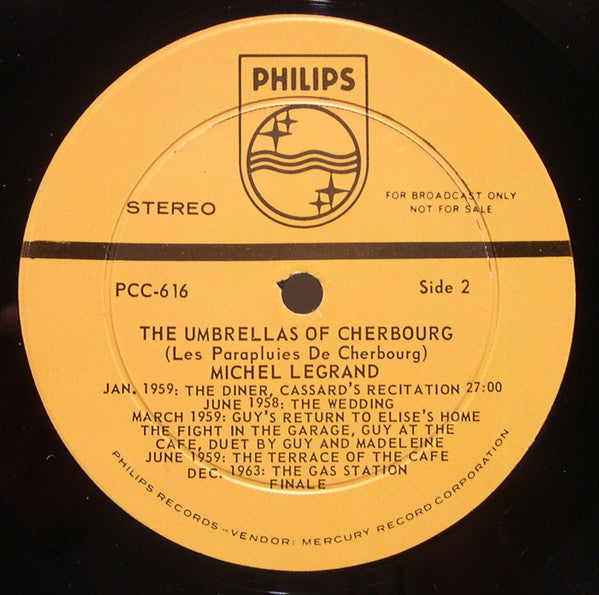 PHILIPS
STEREO
FOR BROADCAST ONLY
NOT FOR SALE
PCC-616
Side 2
THE UMBRELLAS OF CHERBOURG
(Les Parapluies De Cherbourg)
MICHEL LEGRAND
JAN. 1959: THE DINER, CASSARD'S RECITATION 27:00
JUNE 1958: THE WEDDING
MARCH 1959: GUY'S RETURN TO ELISE'S HOME
THE FIGHT IN THE GARAGE, GUY AT THE
CAFE, DUET BY GUY AND MADELEINE
JUNE 1959: THE TERRACE OF THE CAFE
DEC. 1963: THE GAS STATION
FINALE
PHILIPS RECORDS--VENDOR: MERCURY RECORD CORPORATION